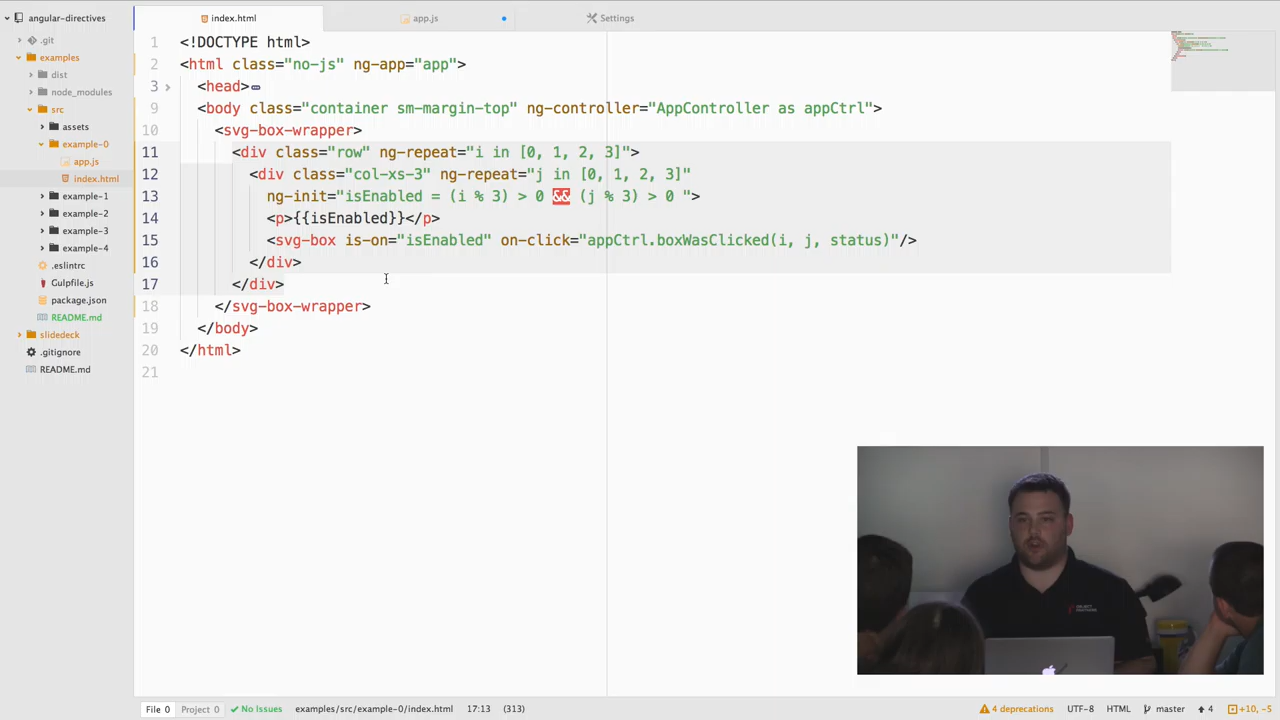 angular-directives
index.html
app.js
Settings
.git
examples
dist
node_modules
src
assets
example-0
app.js
index.html
example-1
example-2
example-3
example-4
.eslintrc
Gulpfile.js
package.json
README.md
slidedeck
.gitignore
README.md
1 <!DOCTYPE html>
2 <html class="no-js" ng-app="app">
3 <head>
9 <body class="container sm-margin-top" ng-controller="AppController as appCtrl">
10 <svg-box-wrapper>
11 <div class="row" ng-repeat="i in [0, 1, 2, 3]">
12 <div class="col-xs-3" ng-repeat="j in [0, 1, 2, 3]"
13 ng-init="isEnabled = (i % 3) > 0 && (j % 3) > 0 ">
14 <p>{{isEnabled}}</p>
15 <svg-box is-on="isEnabled" on-click="appCtrl.boxWasClicked(i, j, status)"/>
16 </div>
17 </div>
18 </svg-box-wrapper>
19 </body>
20 </html>
21
File 0 Project 0 No Issues examples/src/example-0/index.html 17:13 (313) 4 deprecations UTF-8 HTML master 4 +10, -5